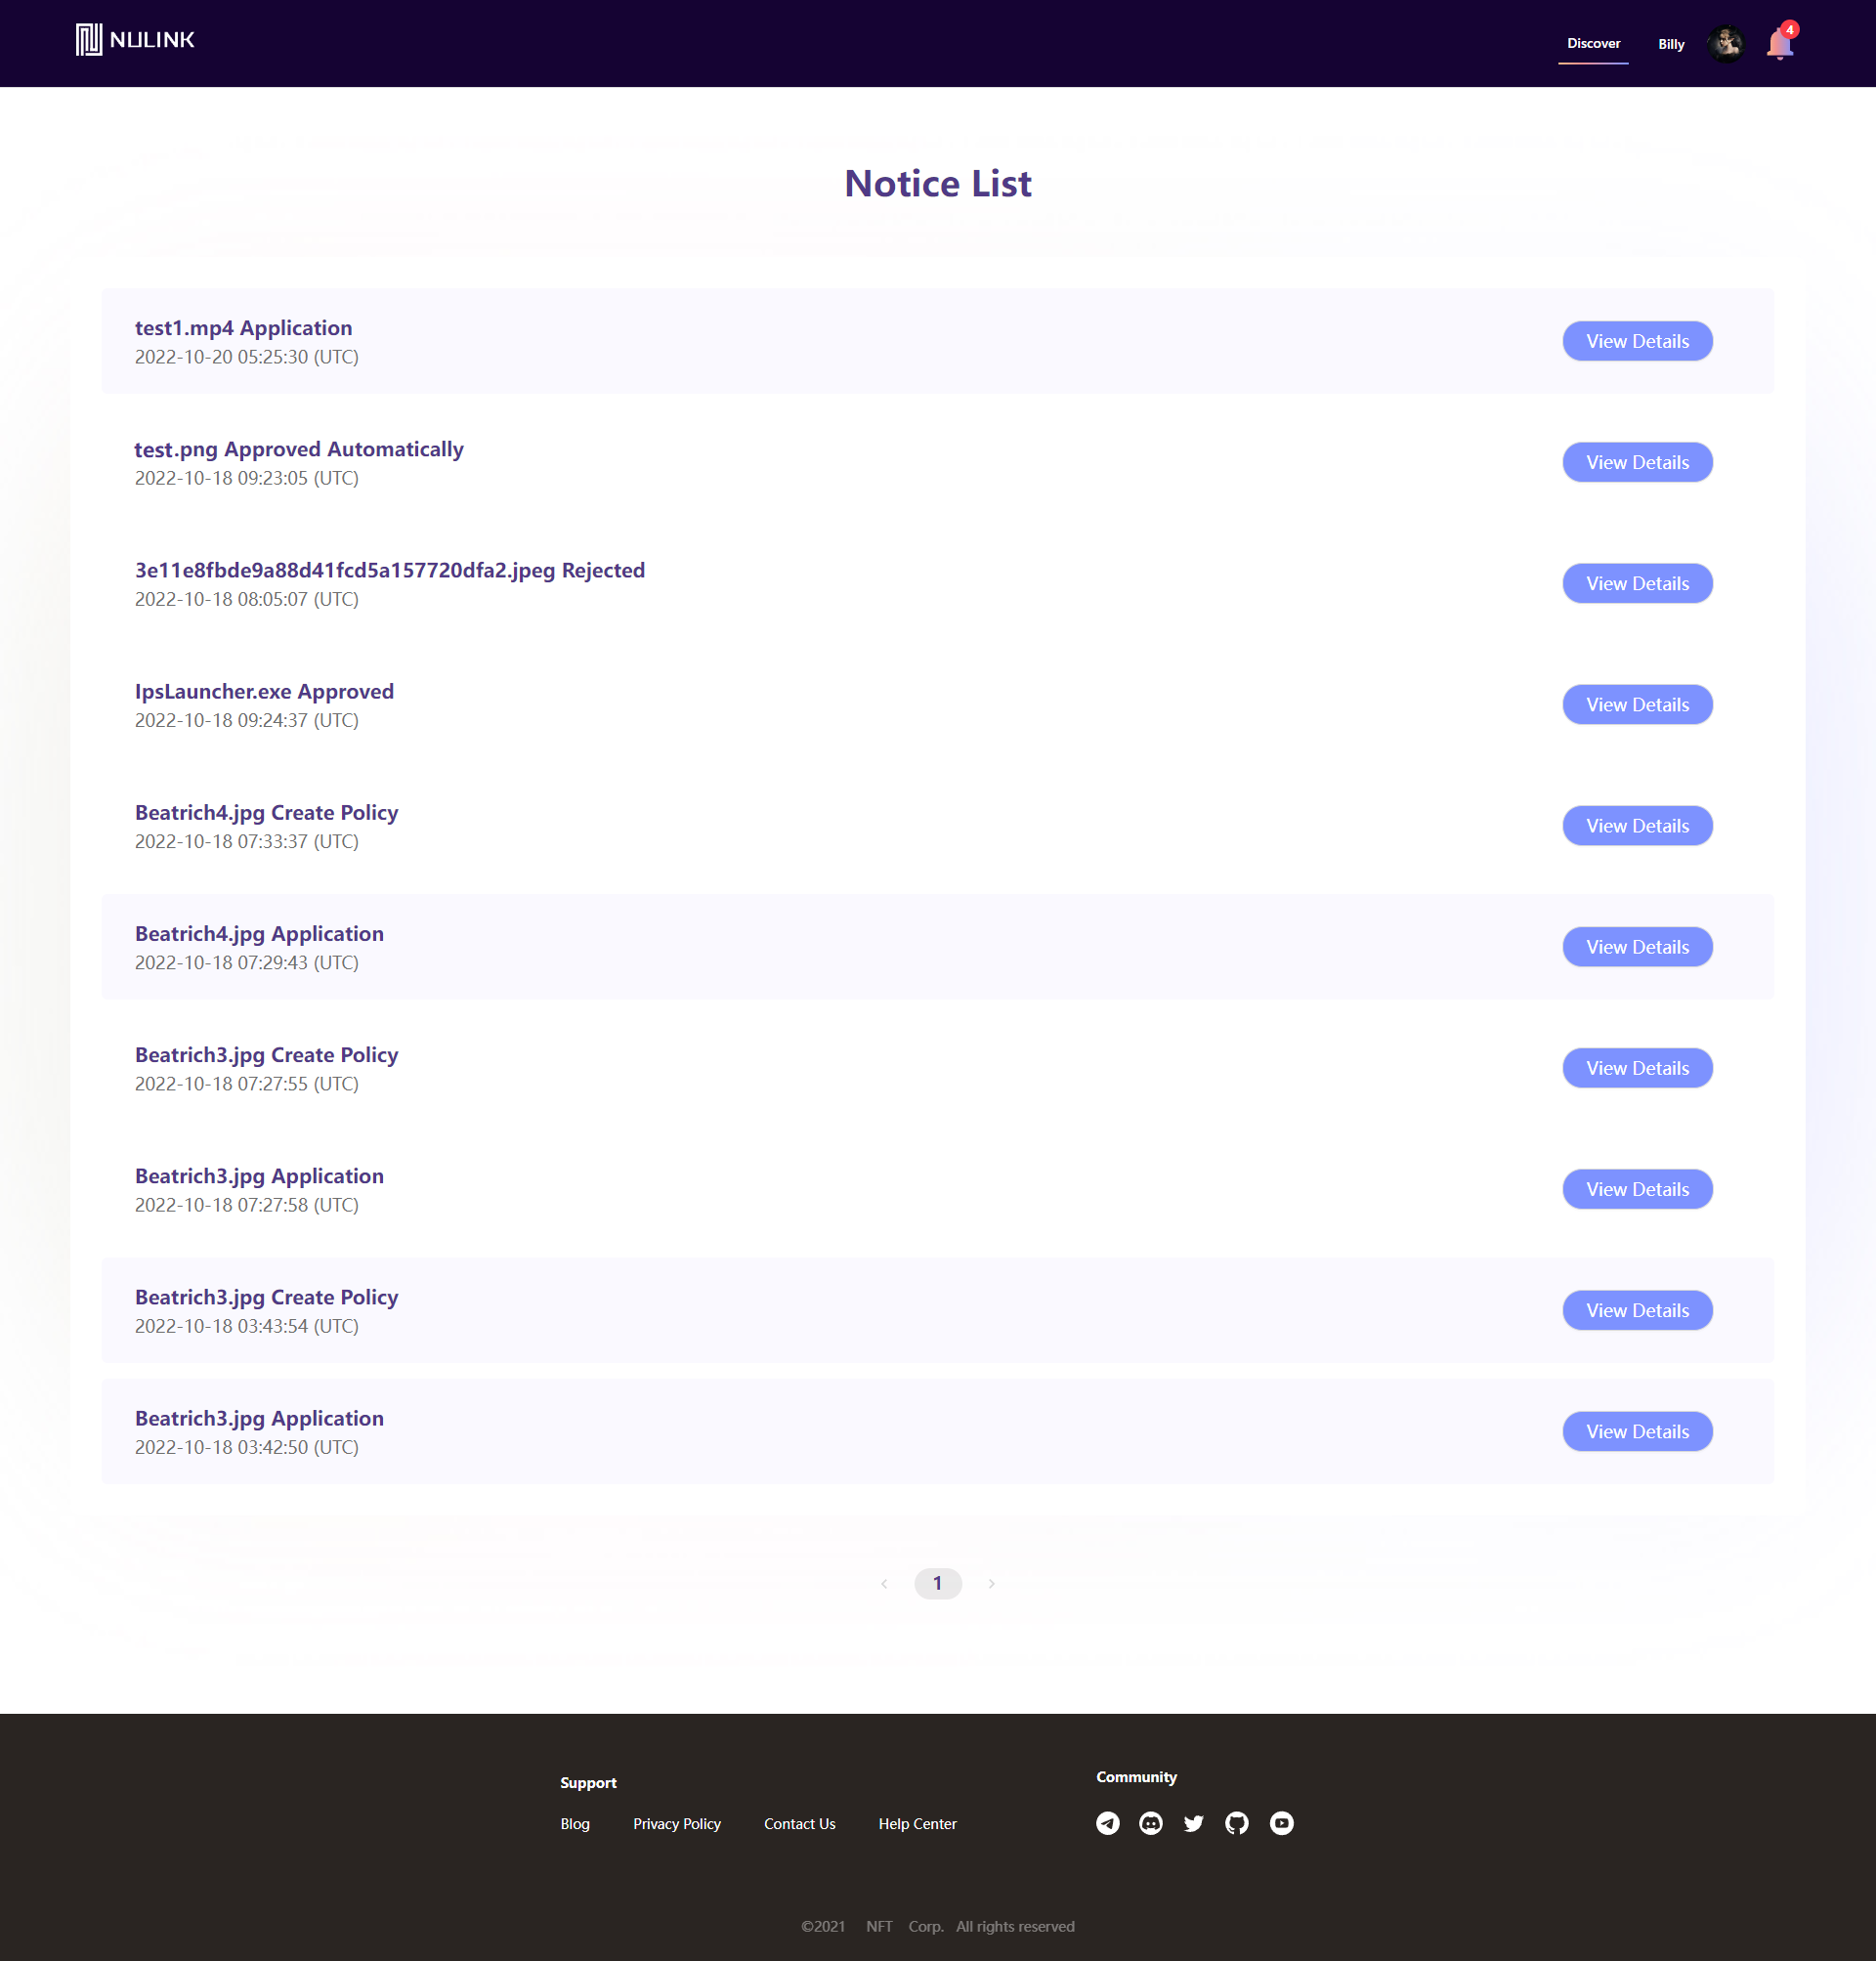 NULINK
Discover
Billy
4
Notice List
test1.mp4 Application
2022-10-20 05:25:30 (UTC)
View Details
test.png Approved Automatically
2022-10-18 09:23:05 (UTC)
View Details
3e11e8fbde9a88d41fcd5a157720dfa2.jpeg Rejected
2022-10-18 08:05:07 (UTC)
View Details
IpsLauncher.exe Approved
2022-10-18 09:24:37 (UTC)
View Details
Beatrich4.jpg Create Policy
2022-10-18 07:33:37 (UTC)
View Details
Beatrich4.jpg Application
2022-10-18 07:29:43 (UTC)
View Details
Beatrich3.jpg Create Policy
2022-10-18 07:27:55 (UTC)
View Details
Beatrich3.jpg Application
2022-10-18 07:27:58 (UTC)
View Details
Beatrich3.jpg Create Policy
2022-10-18 03:43:54 (UTC)
View Details
Beatrich3.jpg Application
2022-10-18 03:42:50 (UTC)
View Details
1
Support
Blog Privacy Policy Contact Us Help Center
Community
©2021 NFT Corp. All rights reserved